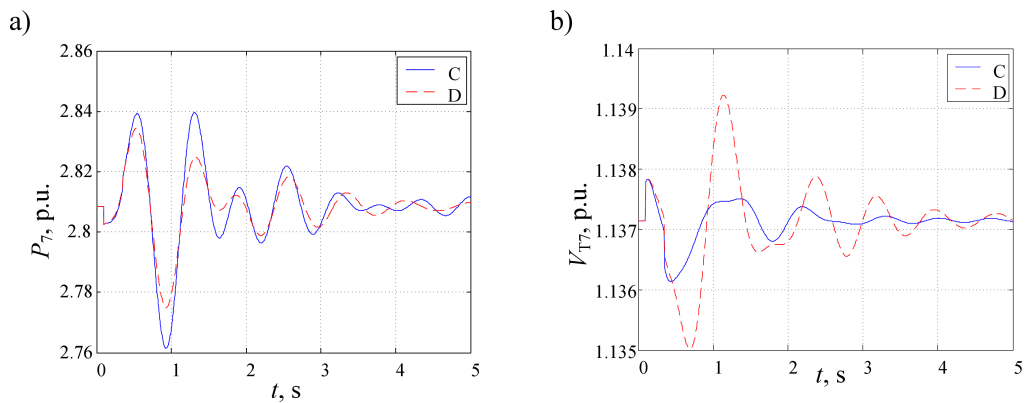 a)
2.86
2.84
2.82
2.8
2.78
2.76
P7, p.u.
0 1 2 3 4 5
t, s
C
D
b)
1.14
1.139
1.138
1.137
1.136
1.135
VT7, p.u.
0 1 2 3 4 5
t, s
C
D